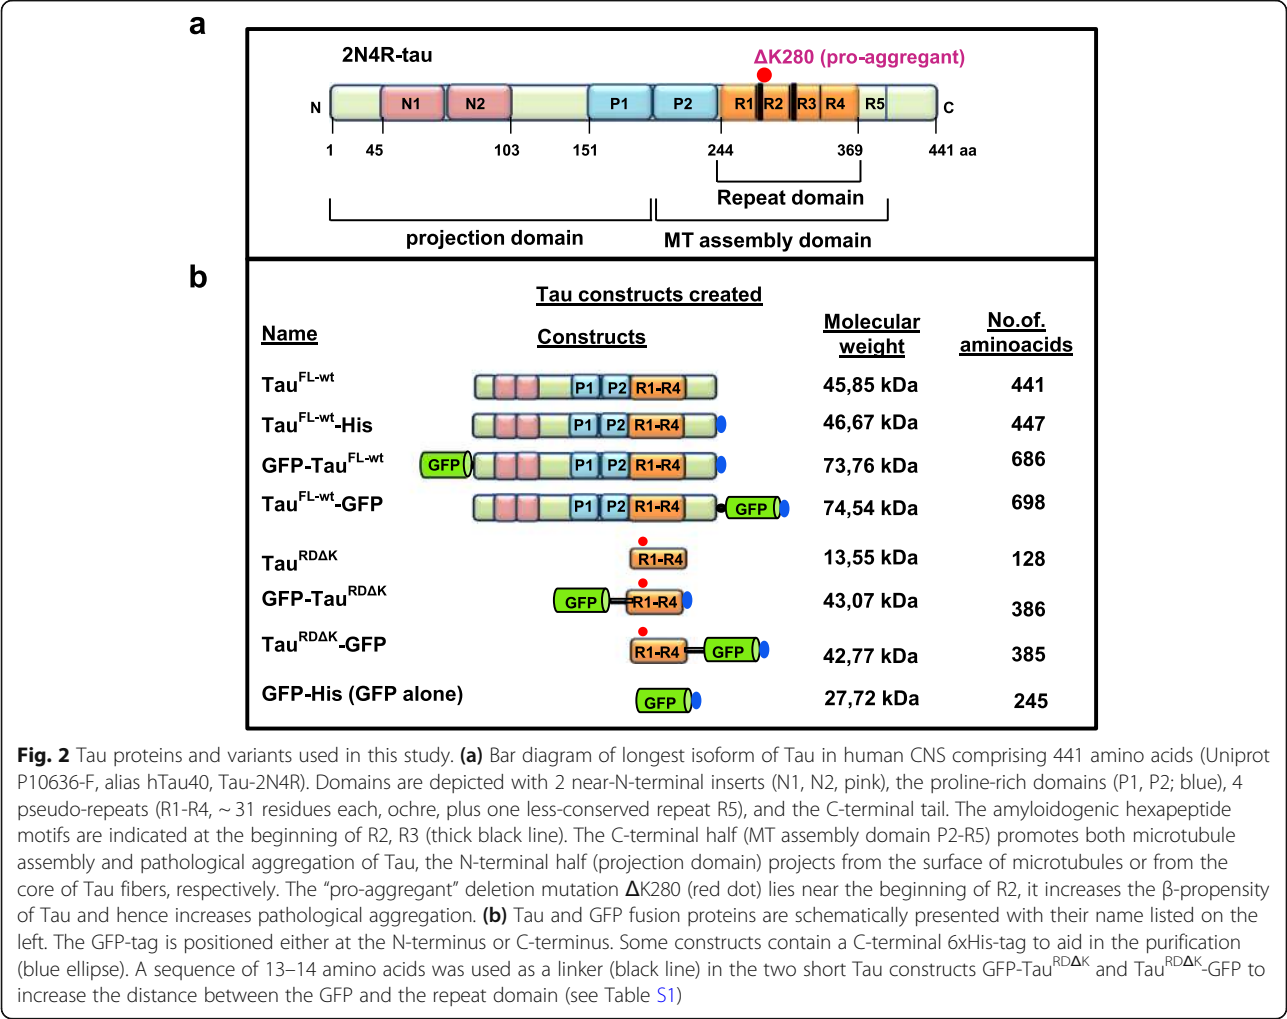 a
2N4R-tau
ΔK280 (pro-aggregant)
N N1 N2 P1 P2 R1 R2 R3 R4 R5 C
1 45 103 151 244 369 441 aa
Repeat domain
projection domain MT assembly domain
b
Tau constructs created
Name Constructs Molecular weight No.of. aminoacids
Tau^FL-wt P1 P2 R1-R4 45,85 kDa 441
Tau^FL-wt-His P1 P2 R1-R4 46,67 kDa 447
GFP-Tau^FL-wt GFP P1 P2 R1-R4 73,76 kDa 686
Tau^FL-wt-GFP P1 P2 R1-R4 GFP 74,54 kDa 698
Tau^RDΔK R1-R4 13,55 kDa 128
GFP-Tau^RDΔK GFP R1-R4 43,07 kDa 386
Tau^RDΔK-GFP R1-R4 GFP 42,77 kDa 385
GFP-His (GFP alone) GFP 27,72 kDa 245
Fig. 2 Tau proteins and variants used in this study. (a) Bar diagram of longest isoform of Tau in human CNS comprising 441 amino acids (Uniprot
P10636-F, alias hTau40, Tau-2N4R). Domains are depicted with 2 near-N-terminal inserts (N1, N2, pink), the proline-rich domains (P1, P2; blue), 4
pseudo-repeats (R1-R4, ~ 31 residues each, ochre, plus one less-conserved repeat R5), and the C-terminal tail. The amyloidogenic hexapeptide
motifs are indicated at the beginning of R2, R3 (thick black line). The C-terminal half (MT assembly domain P2-R5) promotes both microtubule
assembly and pathological aggregation of Tau, the N-terminal half (projection domain) projects from the surface of microtubules or from the
core of Tau fibers, respectively. The “pro-aggregant” deletion mutation ΔK280 (red dot) lies near the beginning of R2, it increases the β-propensity
of Tau and hence increases pathological aggregation. (b) Tau and GFP fusion proteins are schematically presented with their name listed on the
left. The GFP-tag is positioned either at the N-terminus or C-terminus. Some constructs contain a C-terminal 6xHis-tag to aid in the purification
(blue ellipse). A sequence of 13–14 amino acids was used as a linker (black line) in the two short Tau constructs GFP-Tau^RDΔK and Tau^RDΔK-GFP to
increase the distance between the GFP and the repeat domain (see Table S1)